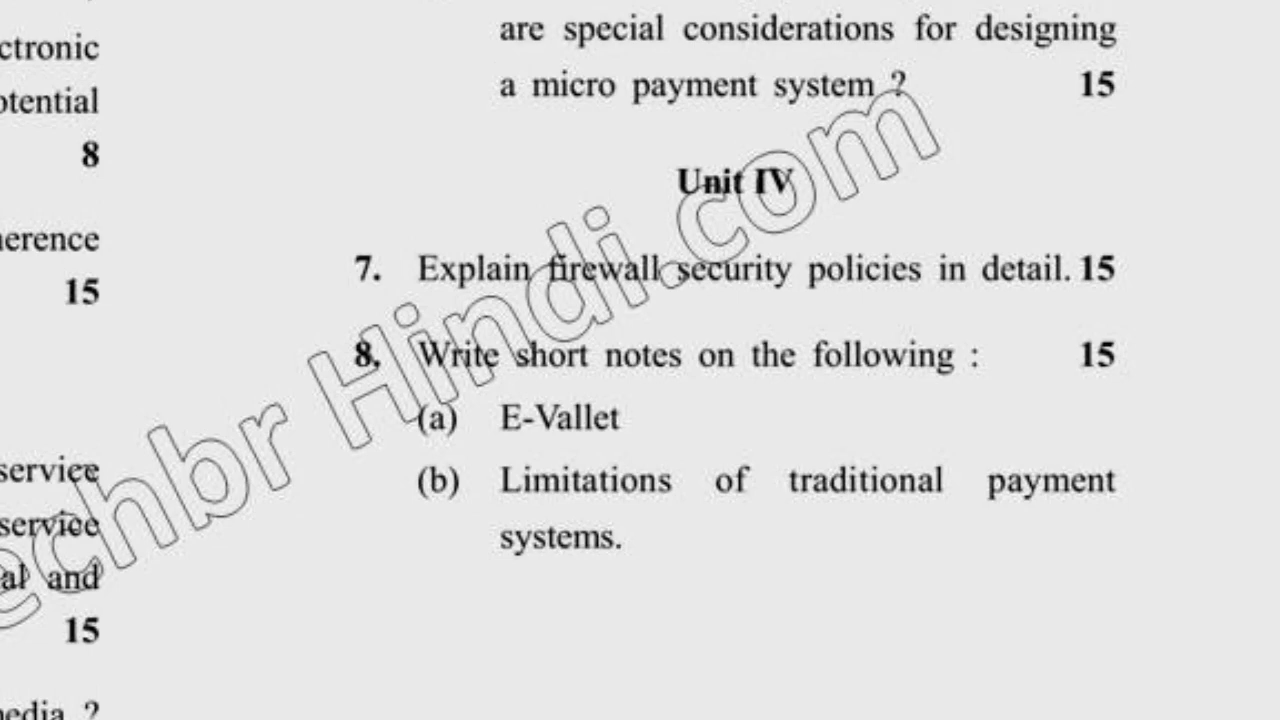 ctronic
otential
8
erence
15
service
service
al and
15
edia ?
are special considerations for designing
a micro payment system ? 15
Unit IV
7. Explain firewall security policies in detail. 15
8. Write short notes on the following : 15
(a) E-Vallet
(b) Limitations of traditional payment
systems.
echbr Hindi.com